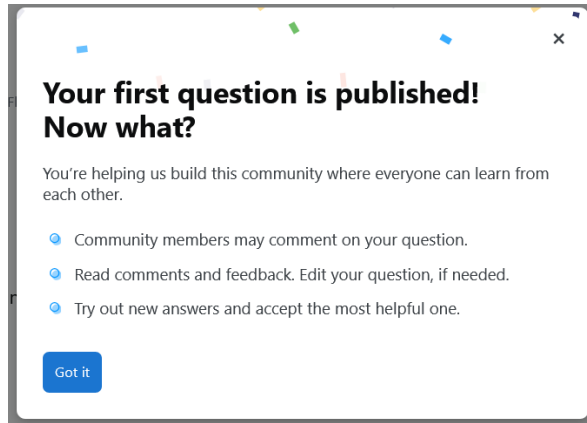 Your first question is published!
Now what?
You're helping us build this community where everyone can learn from
each other.
Community members may comment on your question.
Read comments and feedback. Edit your question, if needed.
Try out new answers and accept the most helpful one.
Got it